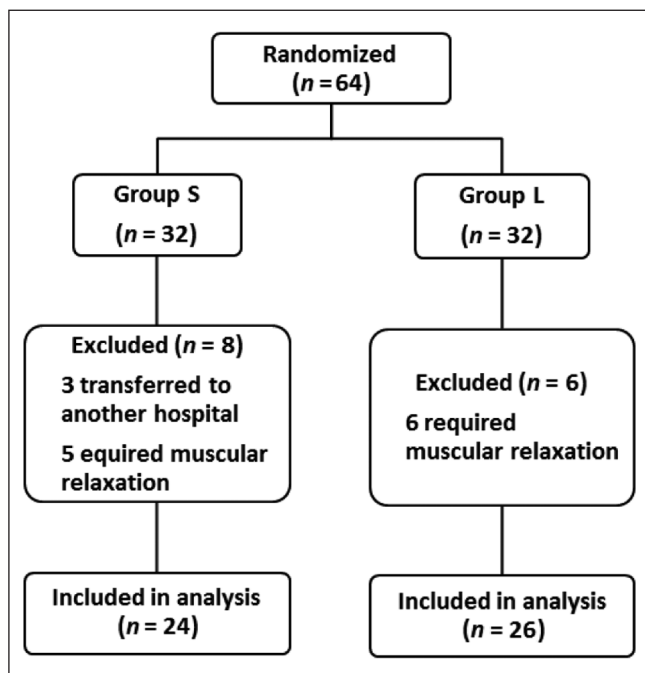 Randomized
(n = 64)
Group S
(n = 32)
Group L
(n = 32)
Excluded (n = 8)
3 transferred to
another hospital
5 equired muscular
relaxation
Excluded (n = 6)
6 required
muscular relaxation
Included in analysis
(n = 24)
Included in analysis
(n = 26)